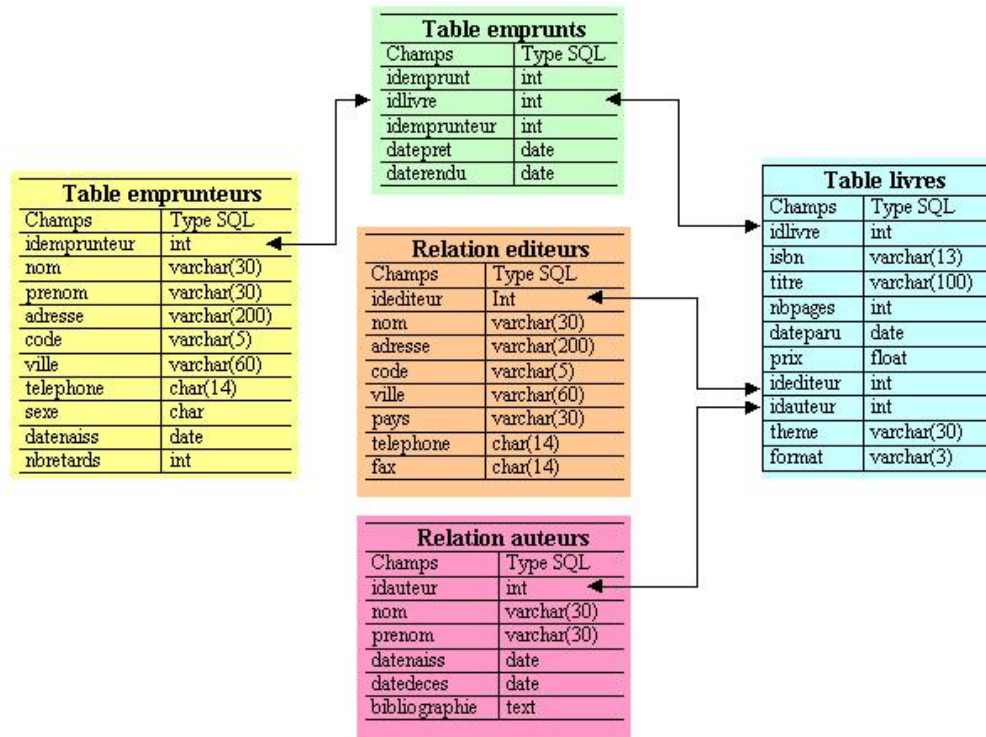 Table emprunts
Champs Type SQL
idemprunt int
idlivre int
idemprunteur int
datepret date
daterendu date
Table emprunteurs
Champs Type SQL
idemprunteur int
nom varchar(30)
prenom varchar(30)
adresse varchar(200)
code varchar(5)
ville varchar(60)
telephone char(14)
sexe char
datenaiss date
nbretards int
Relation editeurs
Champs Type SQL
idediteur Int
nom varchar(30)
adresse varchar(200)
code varchar(5)
ville varchar(60)
pays varchar(30)
telephone char(14)
fax char(14)
Table livres
Champs Type SQL
idlivre int
isbn varchar(13)
titre varchar(100)
nbpages int
dateparu date
prix float
idediteur int
idauteur int
theme varchar(30)
format varchar(3)
Relation auteurs
Champs Type SQL
idauteur int
nom varchar(30)
prenom varchar(30)
datenaiss date
datedeces date
bibliographie text